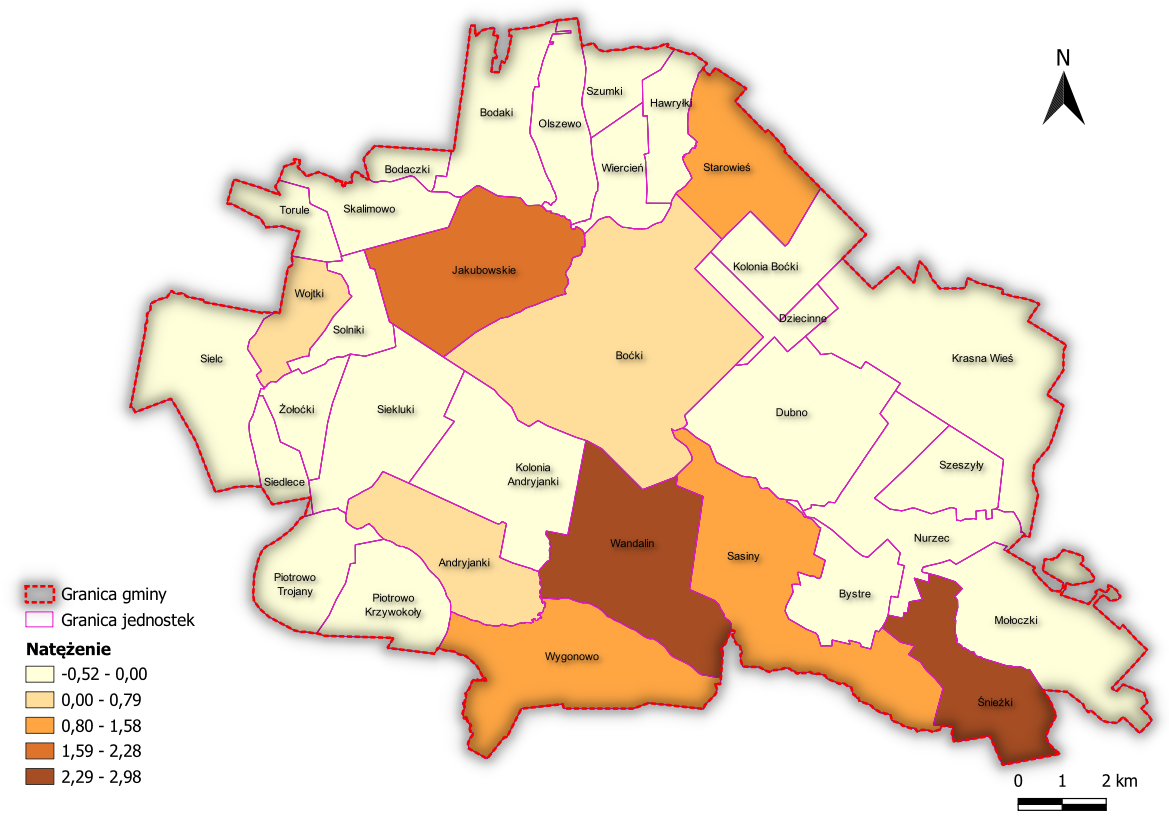 N
Szumki
Hawryłki
Bodaki
Olszewo
Bodaczki
Wiercień
Starowieś
Torule
Skalimowo
Jakubowskie
Kolonia Boćki
Wojtki
Dziecinne
Solniki
Sielc
Boćki
Krasna Wieś
Żołoćki
Siekluki
Dubno
Kolonia
Andryjanki
Szeszyły
Siedlece
Wandalin
Sasiny
Nurzec
Andryjanki
Piotrowo
Trojany
Bystre
Piotrowo
Krzywokoły
Mołoczki
Wygonowo
Śnieżki
Granica gminy
Granica jednostek
Natężenie
-0,52 - 0,00
0,00 - 0,79
0,80 - 1,58
1,59 - 2,28
2,29 - 2,98
0 1 2 km